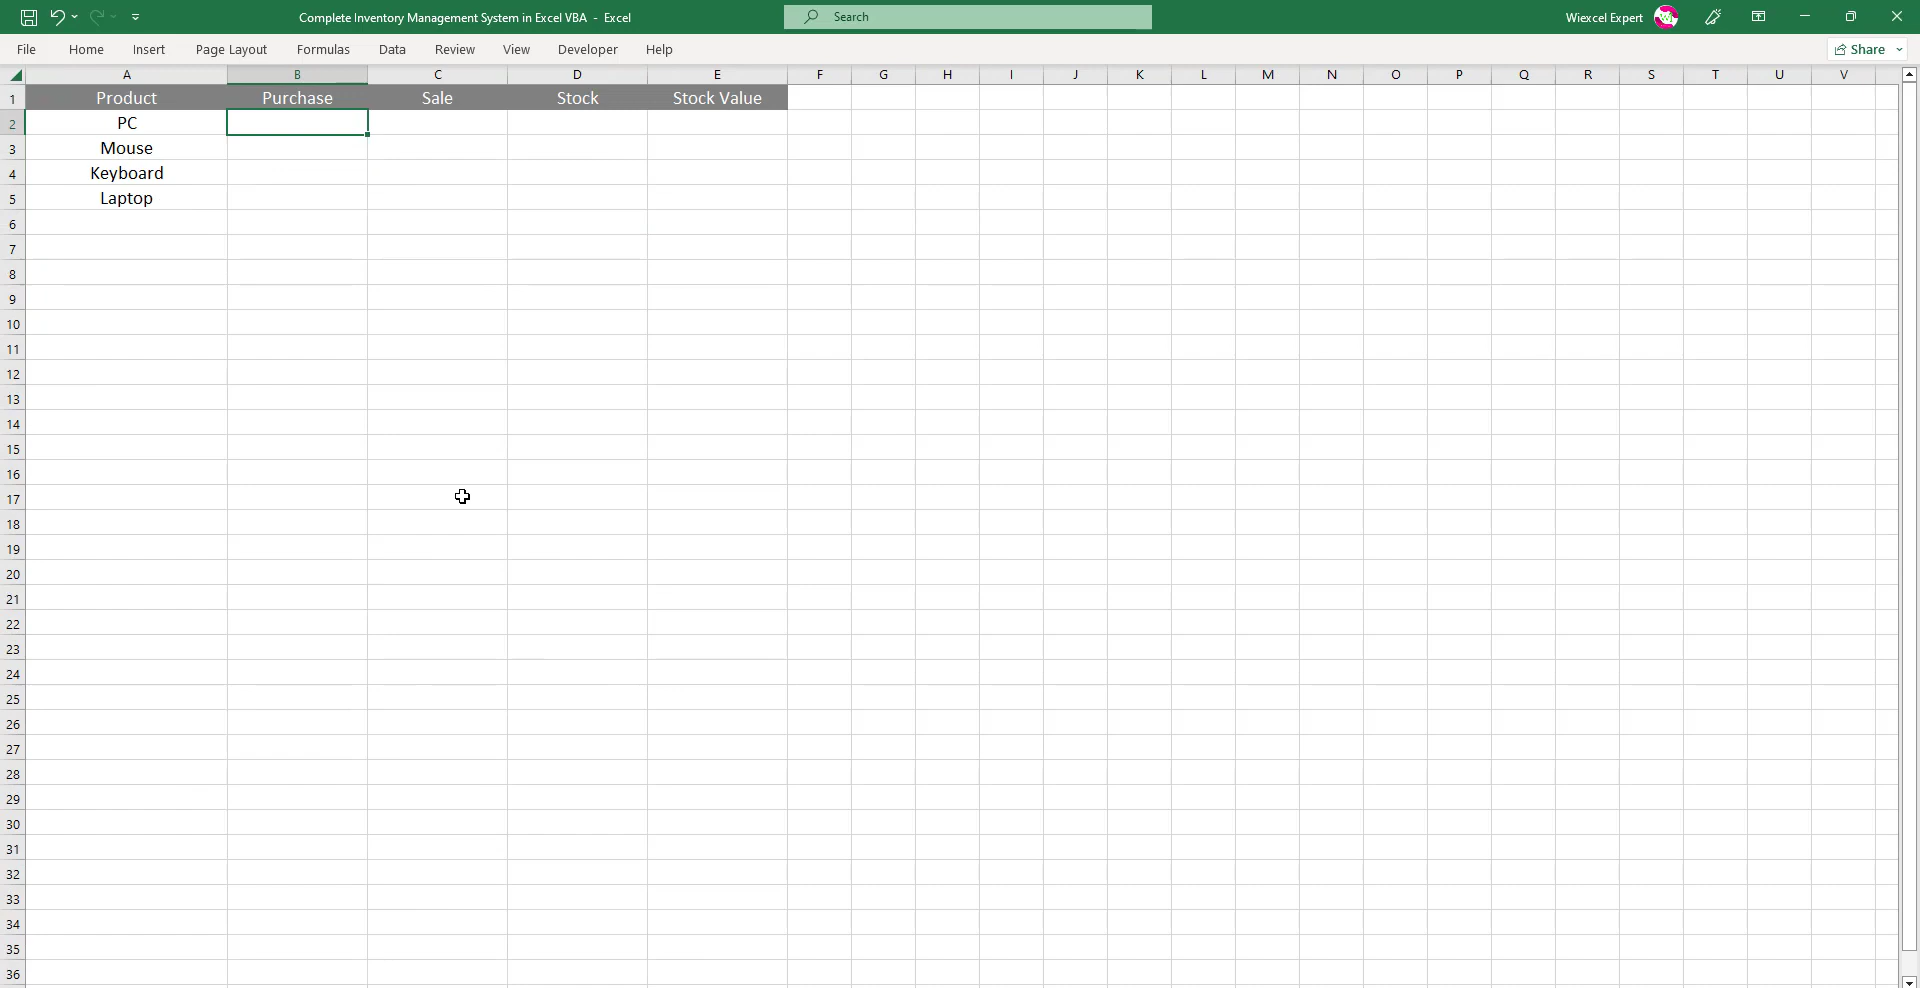 Complete Inventory Management System in Excel VBA - Excel
Search
Wiexcel Expert
File Home Insert Page Layout Formulas Data Review View Developer Help
Share
A B C D E F G H I J K L M N O P Q R S T U V
1 Product Purchase Sale Stock Stock Value
2 PC
3 Mouse
4 Keyboard
5 Laptop
6
7
8
9
10
11
12
13
14
15
16
17
18
19
20
21
22
23
24
25
26
27
28
29
30
31
32
33
34
35
36